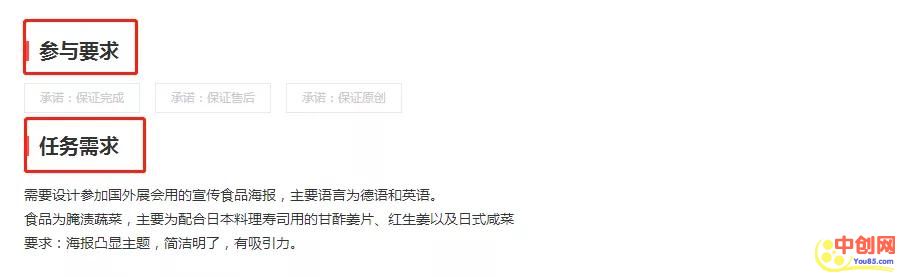 参与要求
承诺：保证完成 承诺：保证售后 承诺：保证原创
任务需求
需要设计参加国外展会用的宣传食品海报，主要语言为德语和英语。
食品为腌渍蔬菜，主要为配合日本料理寿司用的甘酢姜片、红生姜以及日式咸菜
要求：海报凸显主题，简洁明了，有吸引力。
中创网
You85.com